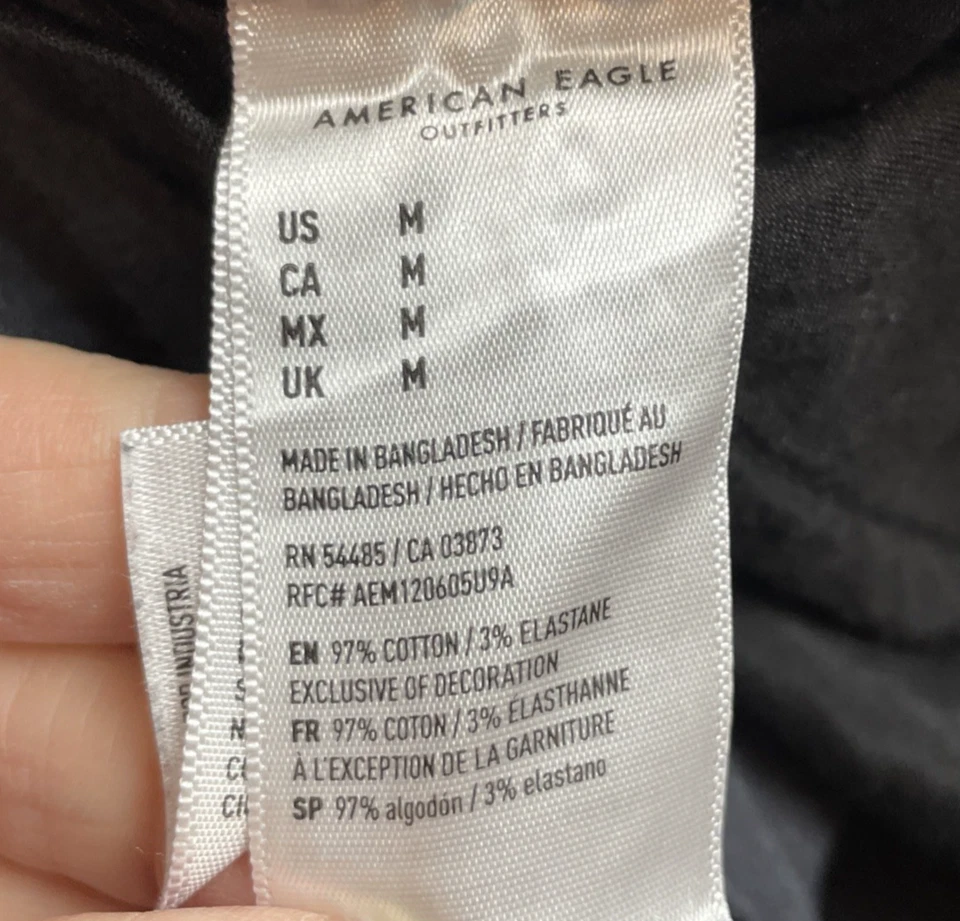 AMERICAN EAGLE
OUTFITTERS
US M
CA M
MX M
UK M
MADE IN BANGLADESH / FABRIQUÉ AU
BANGLADESH / HECHO EN BANGLADESH
RN 54485 / CA 03873
RFC# AEM120605U9A
EN 97% COTTON / 3% ELASTANE
EXCLUSIVE OF DECORATION
FR 97% COTON / 3% ÉLASTHANNE
À L'EXCEPTION DE LA GARNITURE
SP 97% algodón / 3% elastano
INDUSTRIA